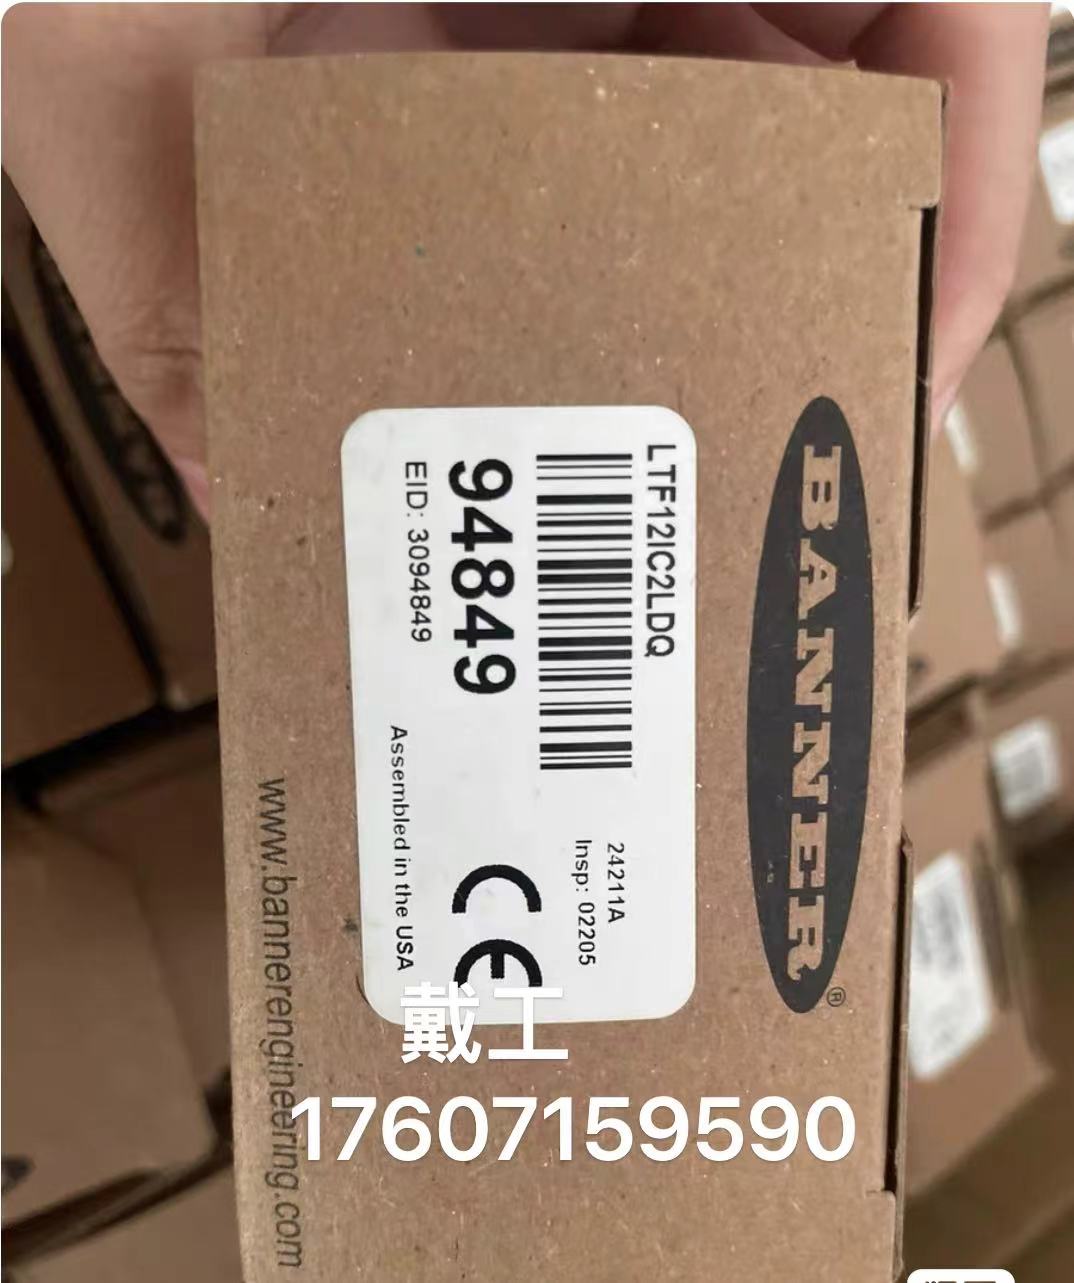 BANNER®
LTF12IC2LDQ
24211A
Insp: 02205
94849
CE
EID: 3094849
Assembled in the USA
www.bannerengineering.com
戴工
17607159590